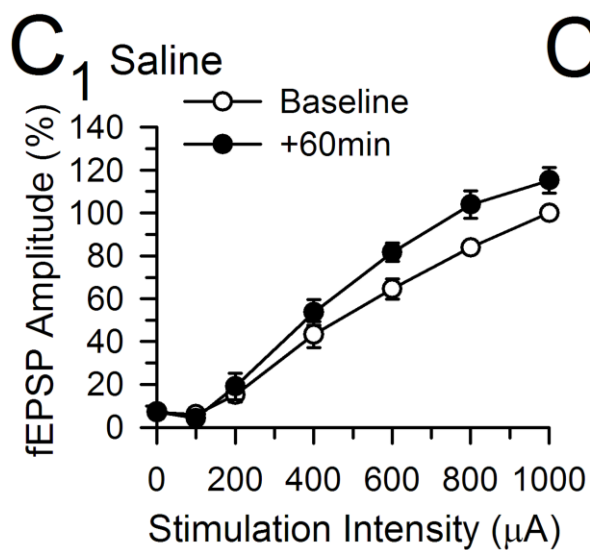 C1 Saline
C
Baseline
+60min
fEPSP Amplitude (%)
140
120
100
80
60
40
20
0
0 200 400 600 800 1000
Stimulation Intensity (μA)